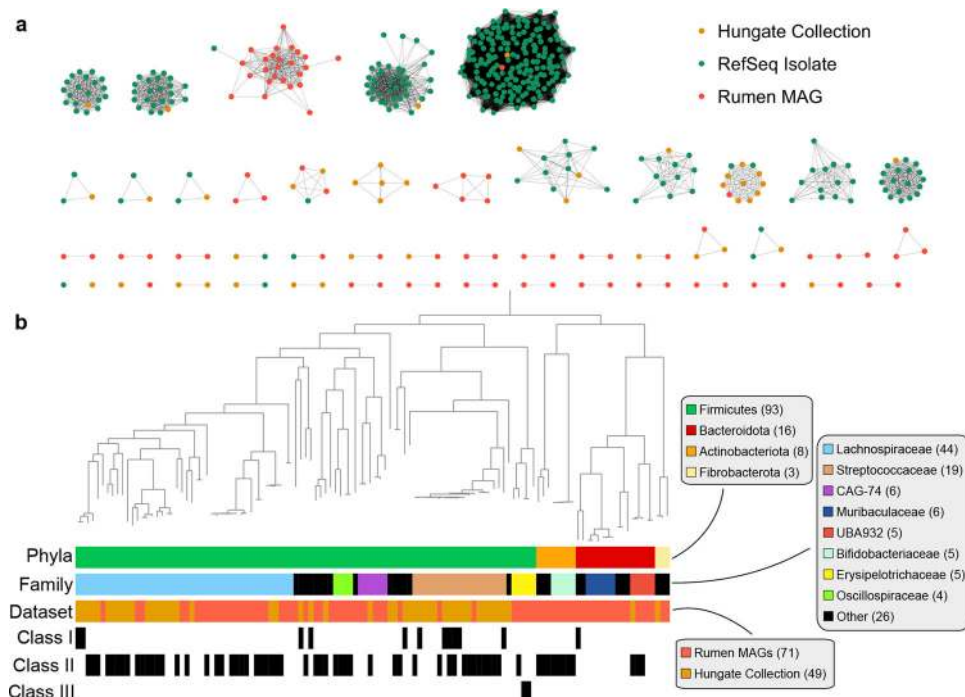 a
Hungate Collection
RefSeq Isolate
Rumen MAG
b
Firmicutes (93)
Bacteroidota (16)
Actinobacteriota (8)
Fibrobacterota (3)
Lachnospiraceae (44)
Streptococcaceae (19)
CAG-74 (6)
Muribaculaceae (6)
UBA932 (5)
Bifidobacteriaceae (5)
Erysipelotrichaceae (5)
Oscillospiraceae (4)
Other (26)
Phyla
Family
Dataset
Class I
Class II
Class III
Rumen MAGs (71)
Hungate Collection (49)